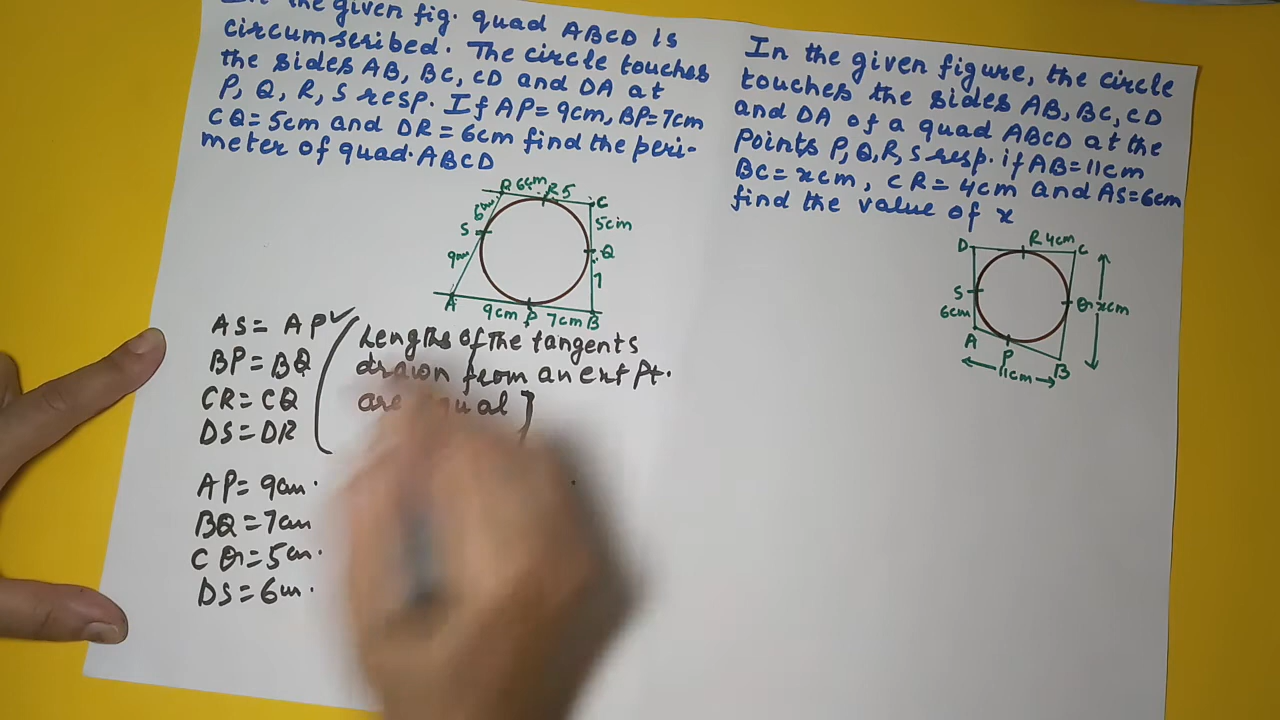 In the given fig. quad ABCD is
circumscribed. The circle touches
the sides AB, BC, CD and DA at
P, Q, R, S resp. If AP= 9cm, BP=7cm
CQ=5cm and DR=6cm find the peri-
meter of quad. ABCD
R 6cm R 5
C
6cm
5cm
S
Q
9cm
7
A
9cm P 7cm B
AS= AP✓
BP= BQ
CR= CQ
DS= DR
Lengths of the tangents
drawn from an ext Pt.
are equal
AP= 9cm.
BQ=7cm
CQ=5cm.
DS=6cm.
In the given figure, the circle
touches the sides AB, BC, CD
and DA of a quad ABCD at the
points P, Q, R, S resp. if AB=11cm
BC=xcm, CR=4cm and AS=6cm
find the value of x
D R 4cm C
S
Q xcm
6cm
A
P
B
11cm